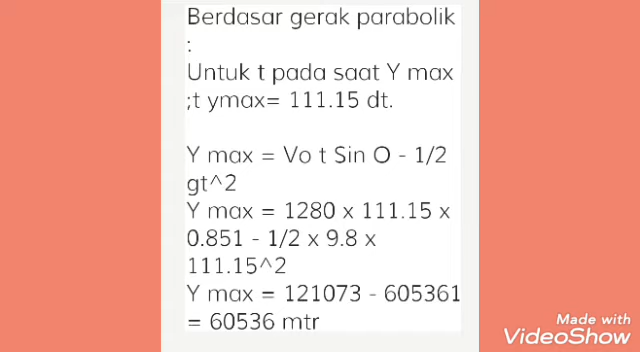 Berdasar gerak parabolik
:
Untuk t pada saat Y max
;t ymax= 111.15 dt.
Y max = Vo t Sin O - 1/2
gt^2
Y max = 1280 x 111.15 x
0.851 - 1/2 x 9.8 x
111.15^2
Y max = 121073 - 605361
= 60536 mtr
Made with
VideoShow